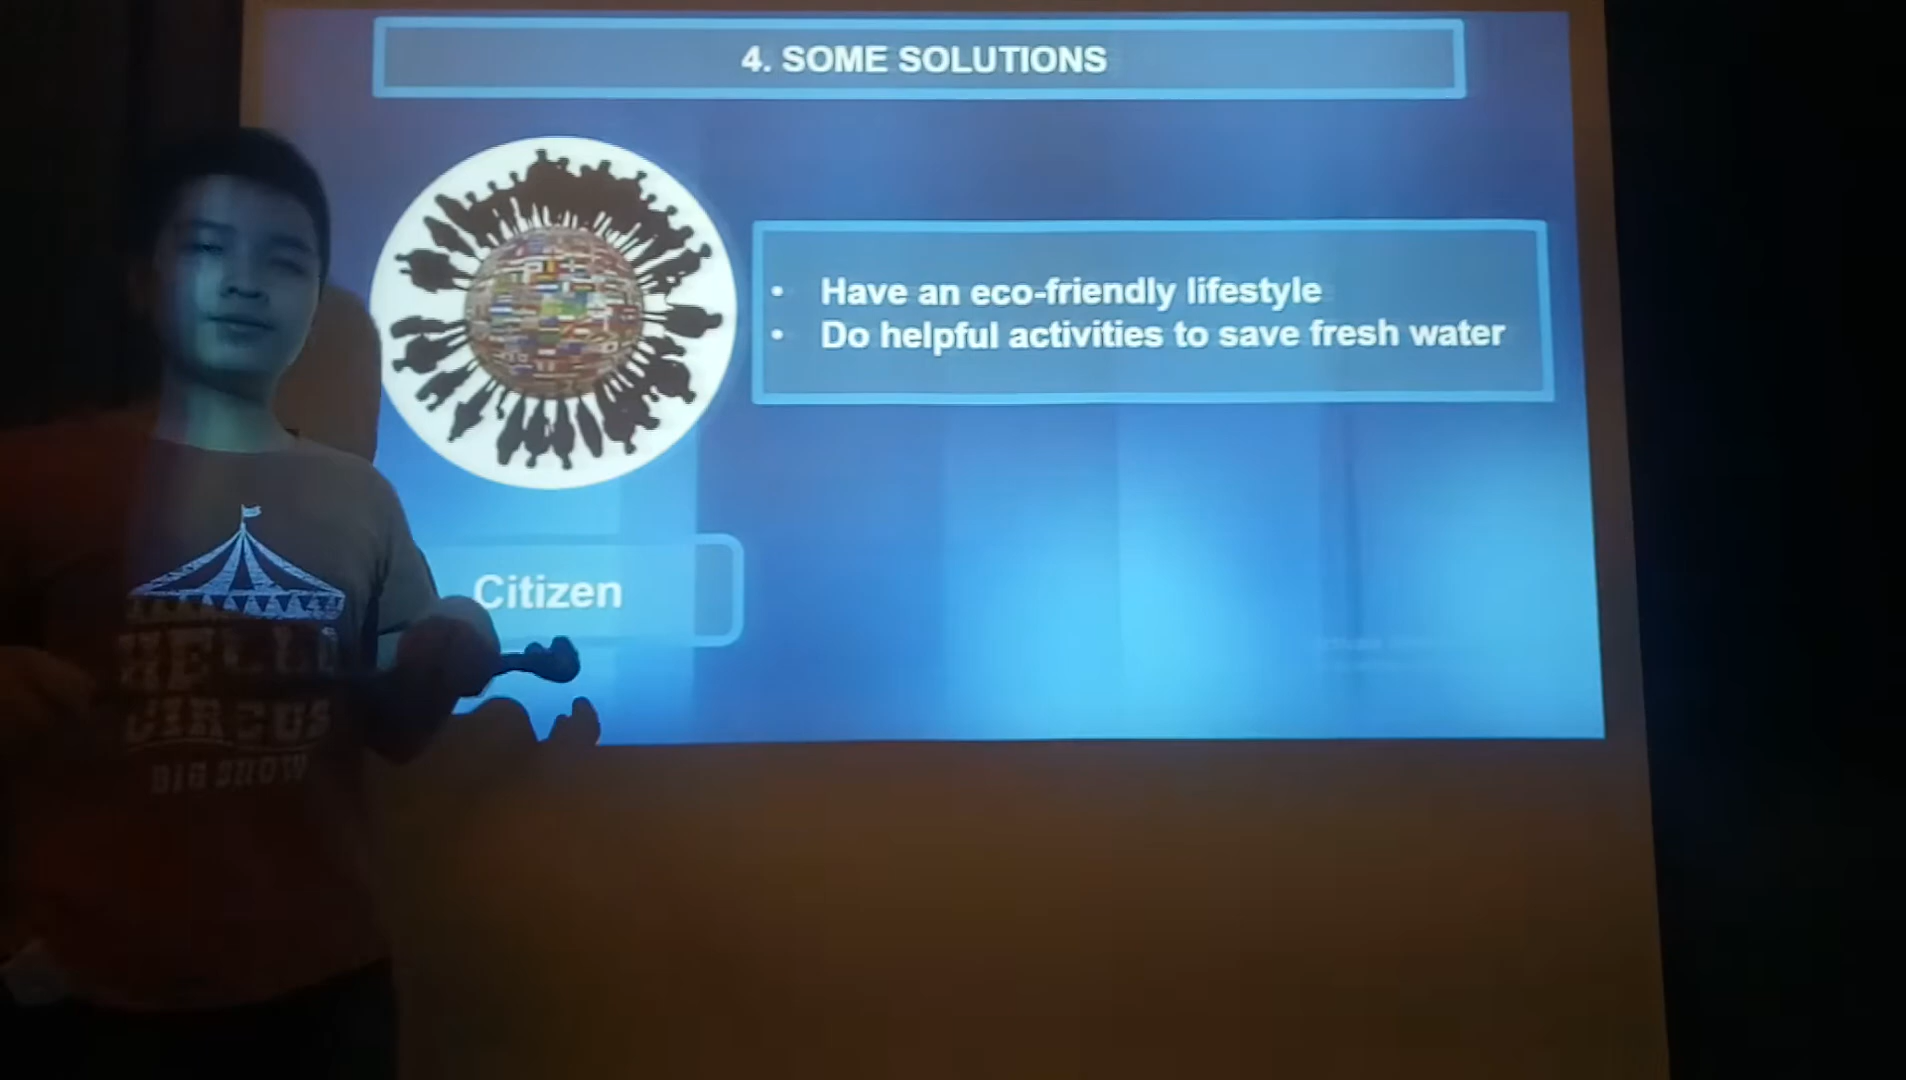 4. SOME SOLUTIONS
• Have an eco-friendly lifestyle
• Do helpful activities to save fresh water
Citizen
HELLO
CIRCUS
BIG SHOW